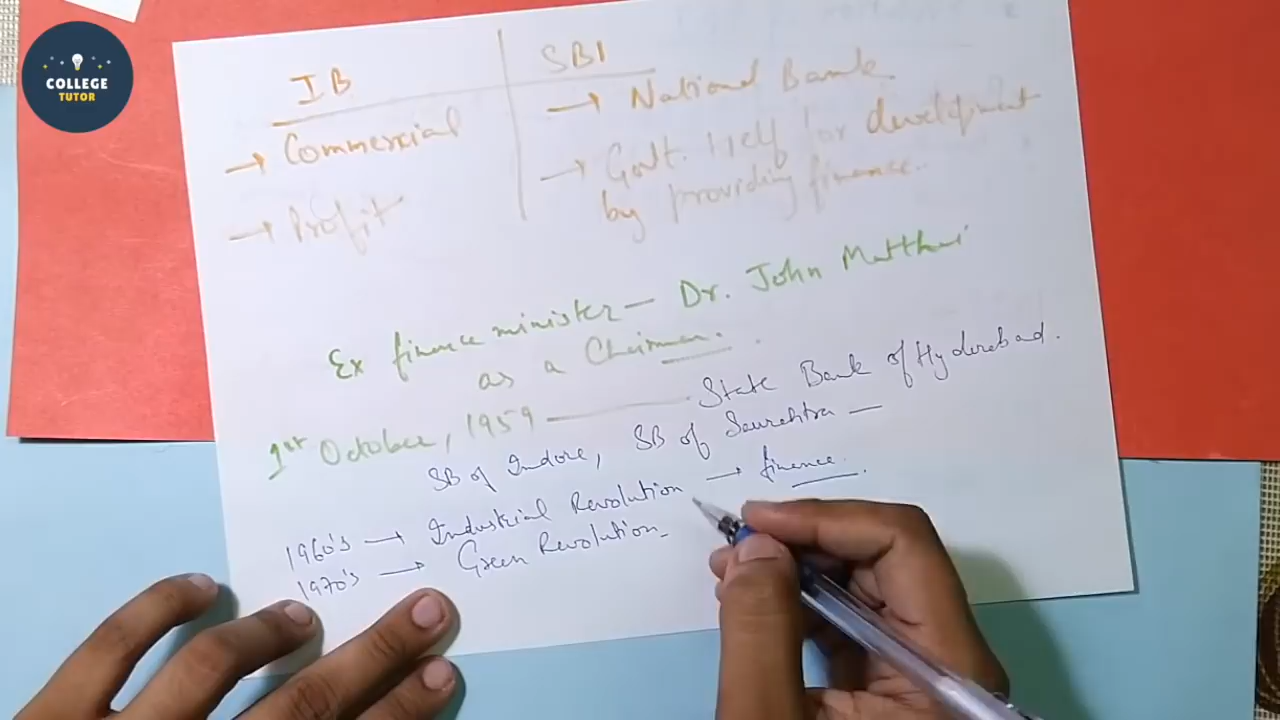 COLLEGE
TUTOR
IB
→ Commercial
→ Profit
SBI
→ National Bank
→ Govt. Help for development
by providing finance..
Ex finance minister — Dr. John Matthai
as a Chairman.
1st October, 1959 ——— State Bank of Hyderabad.
SB of Indore, SB of Saurahtra —
1960's → Industrial Revolution → finance.
1970's → Green Revolution